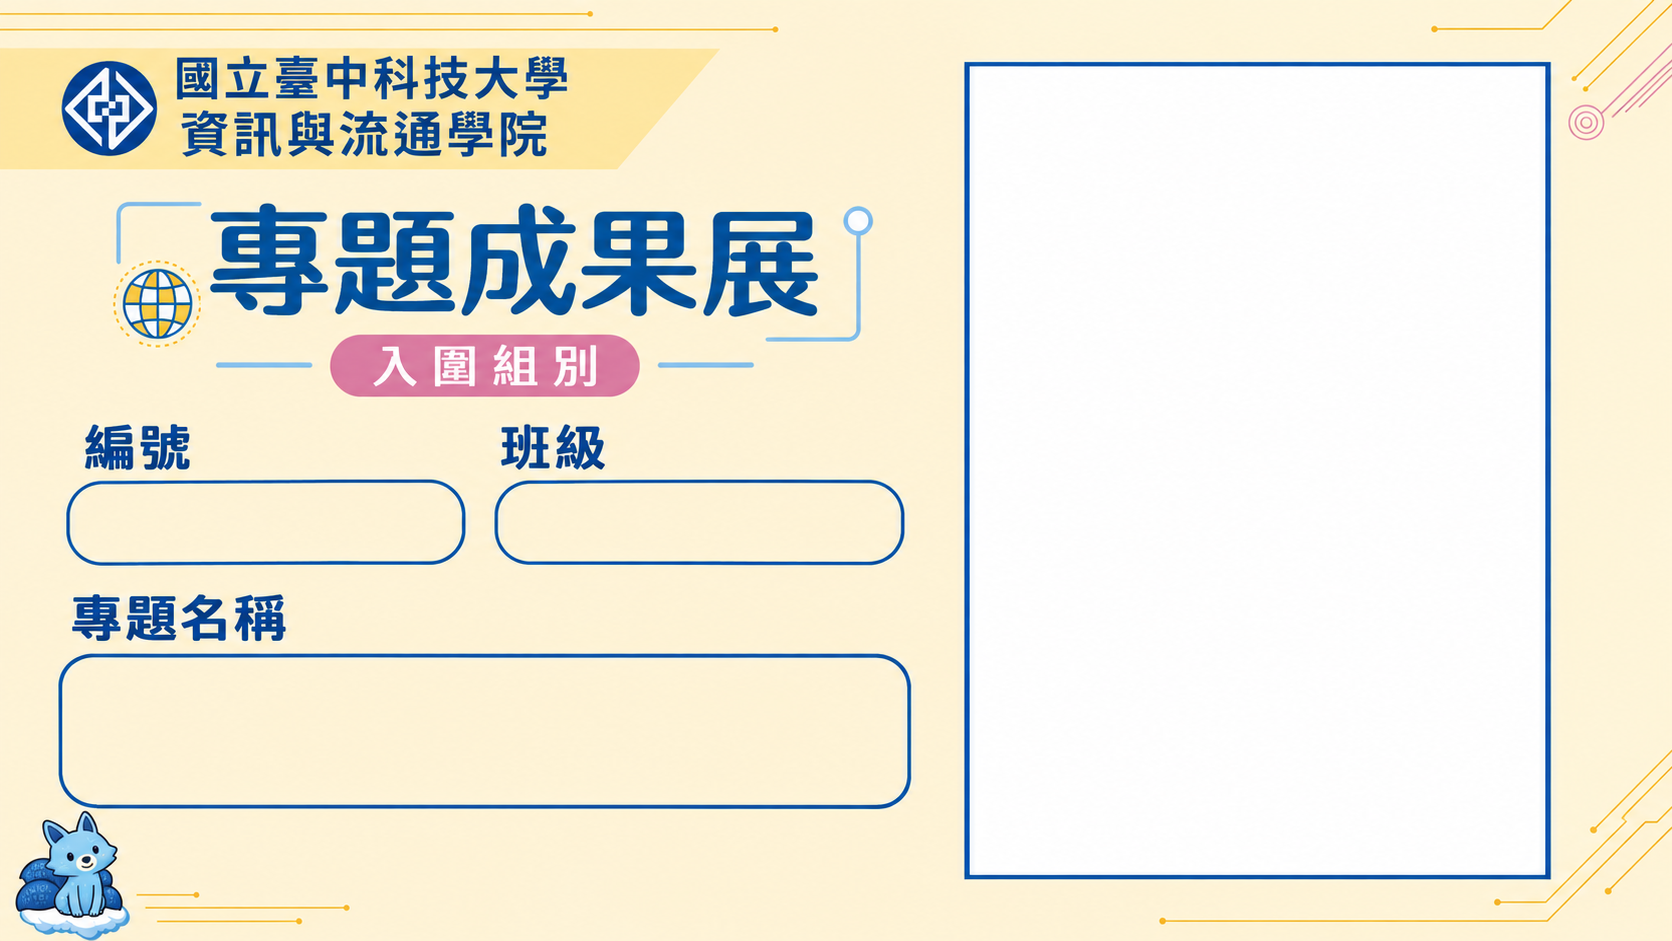 國立臺中科技大學
資訊與流通學院
專題成果展
入圍組別
編號
班級
專題名稱